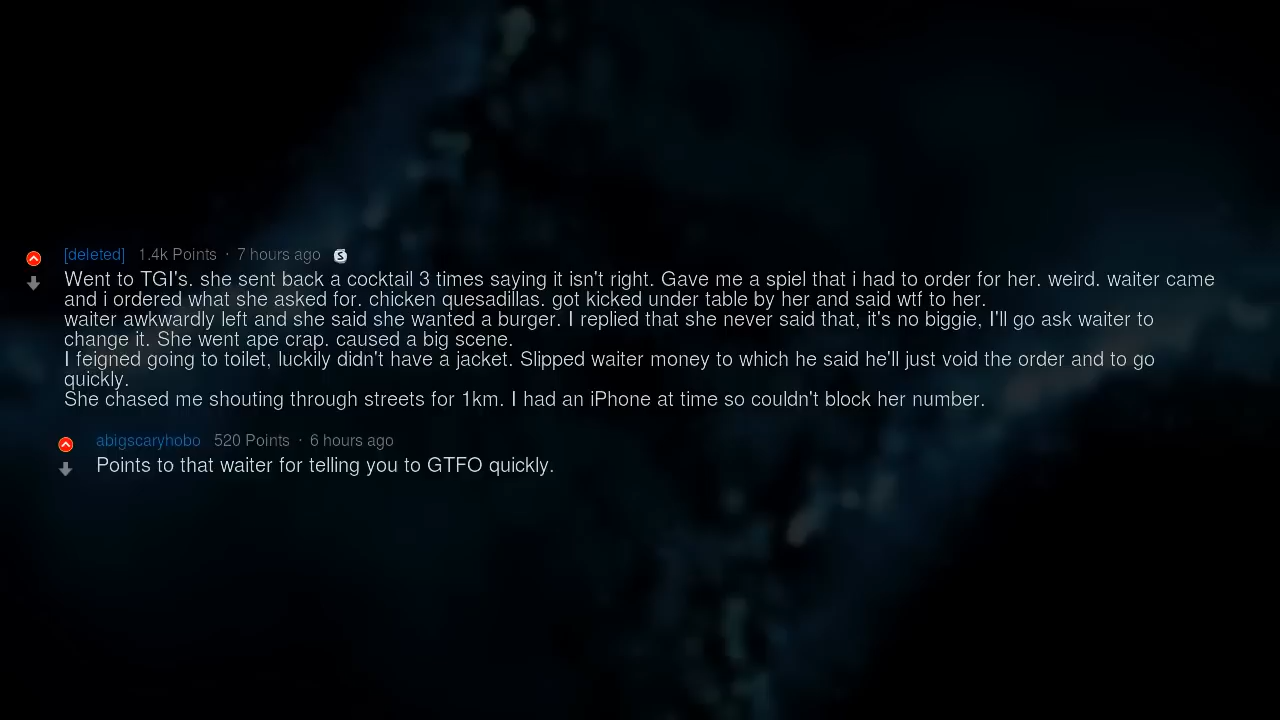 [deleted] 1.4k Points · 7 hours ago
Went to TGI's. she sent back a cocktail 3 times saying it isn't right. Gave me a spiel that i had to order for her. weird. waiter came
and i ordered what she asked for. chicken quesadillas. got kicked under table by her and said wtf to her.
waiter awkwardly left and she said she wanted a burger. I replied that she never said that, it's no biggie, I'll go ask waiter to
change it. She went ape crap. caused a big scene.
I feigned going to toilet, luckily didn't have a jacket. Slipped waiter money to which he said he'll just void the order and to go
quickly.
She chased me shouting through streets for 1km. I had an iPhone at time so couldn't block her number.
abigscaryhobo 520 Points · 6 hours ago
Points to that waiter for telling you to GTFO quickly.